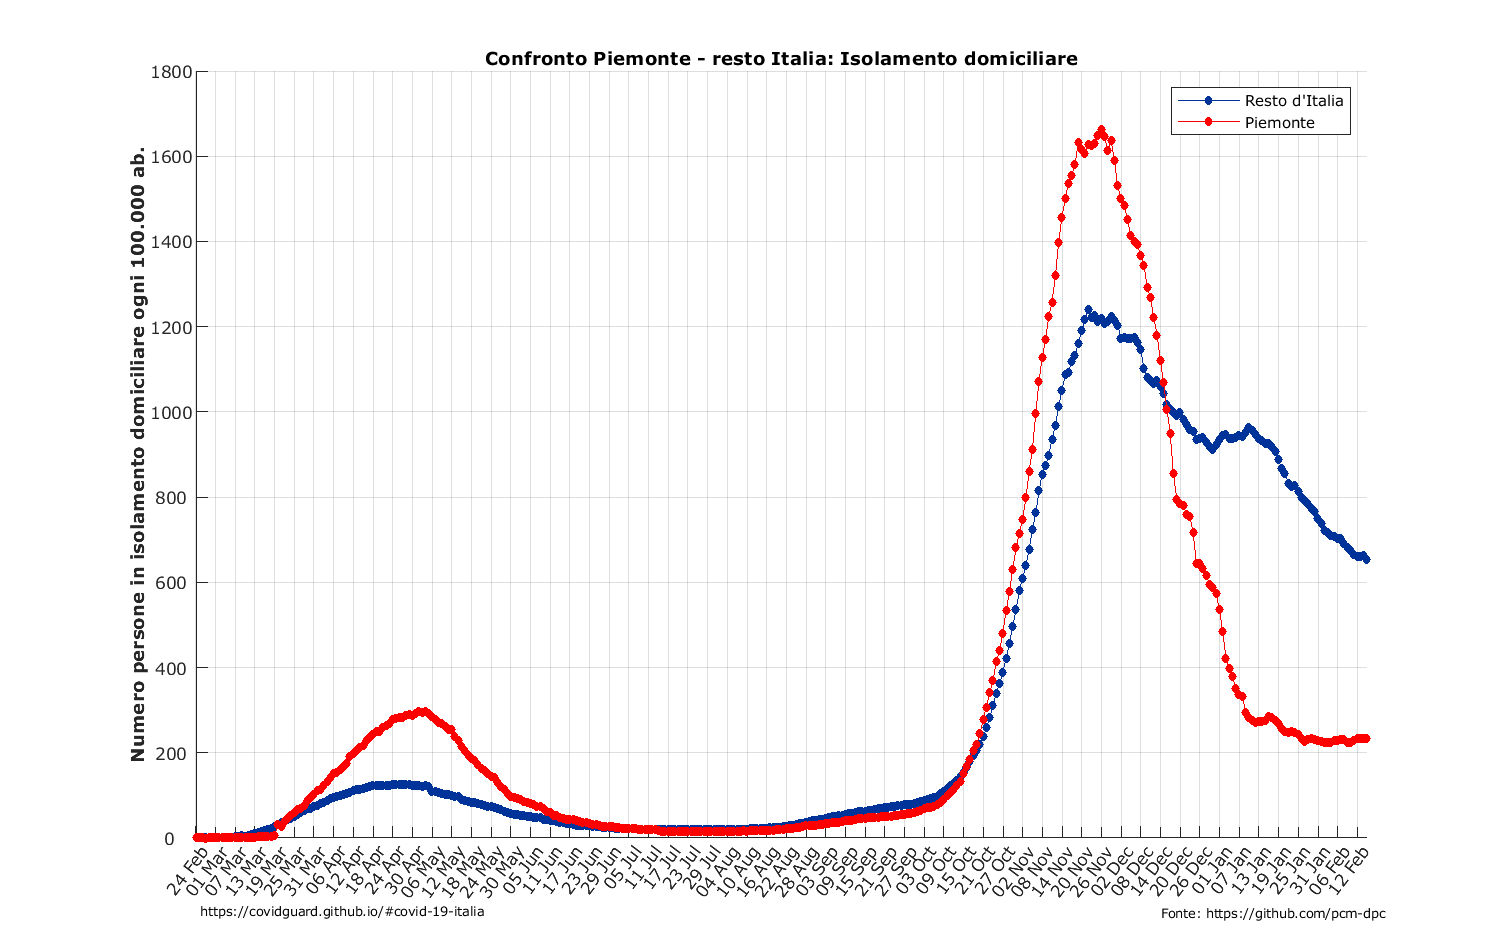 Confronto Piemonte - resto Italia: Isolamento domiciliare
Numero persone in isolamento domiciliare ogni 100.000 ab.
1800
1600
1400
1200
1000
800
600
400
200
0
Resto d'Italia
Piemonte
24 Feb
01 Mar
07 Mar
13 Mar
19 Mar
25 Mar
31 Mar
06 Apr
12 Apr
18 Apr
24 Apr
30 Apr
06 May
12 May
18 May
24 May
30 May
05 Jun
11 Jun
17 Jun
23 Jun
29 Jun
05 Jul
11 Jul
17 Jul
23 Jul
29 Jul
04 Aug
10 Aug
16 Aug
22 Aug
28 Aug
03 Sep
09 Sep
15 Sep
21 Sep
27 Sep
03 Oct
09 Oct
15 Oct
21 Oct
27 Oct
02 Nov
08 Nov
14 Nov
20 Nov
26 Nov
02 Dec
08 Dec
14 Dec
20 Dec
26 Dec
01 Jan
07 Jan
13 Jan
19 Jan
25 Jan
31 Jan
06 Feb
12 Feb
https://covidguard.github.io/#covid-19-italia
Fonte: https://github.com/pcm-dpc